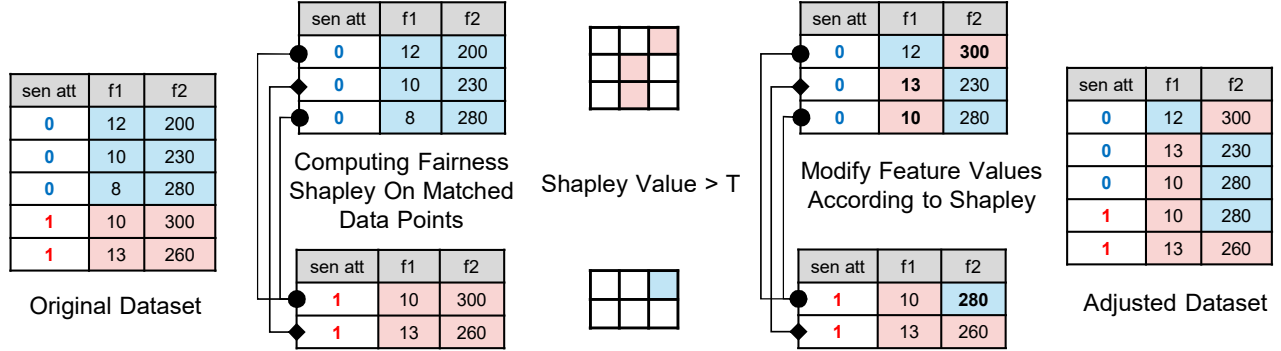 sen att f1 f2
0 12 200
0 10 230
0 8 280
1 10 300
1 13 260
Original Dataset
sen att f1 f2
0 12 200
0 10 230
0 8 280
Computing Fairness
Shapley On Matched
Data Points
sen att f1 f2
1 10 300
1 13 260
Shapley Value > T
sen att f1 f2
0 12 300
0 13 230
0 10 280
Modify Feature Values
According to Shapley
sen att f1 f2
1 10 280
1 13 260
sen att f1 f2
0 12 300
0 13 230
0 10 280
1 10 280
1 13 260
Adjusted Dataset